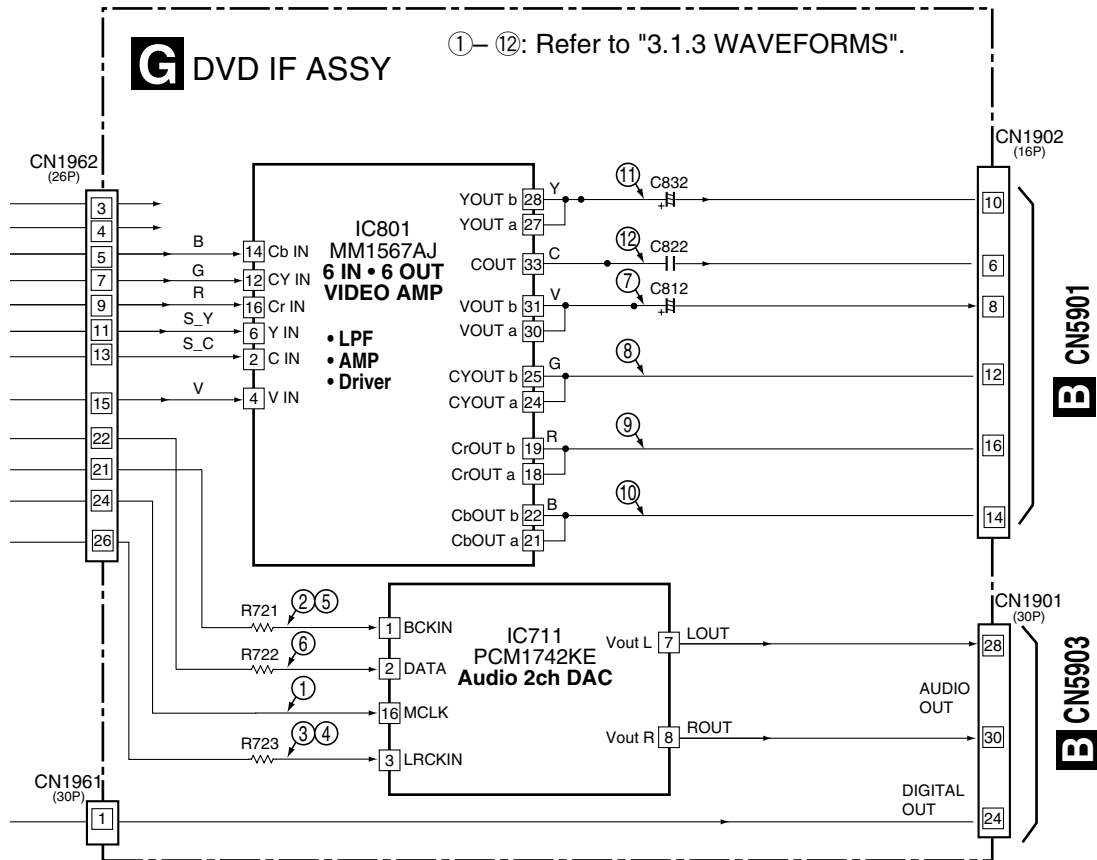 G DVD IF ASSY
①– ⑫: Refer to "3.1.3 WAVEFORMS".
CN1962
(26P)
3
4
5
7
9
11
13
15
22
21
24
26
B
G
R
S_Y
S_C
V
IC801
MM1567AJ
6 IN • 6 OUT
VIDEO AMP
• LPF
• AMP
• Driver
14 Cb IN
12 CY IN
16 Cr IN
6 Y IN
2 C IN
4 V IN
YOUT b 28 Y
YOUT a 27
COUT 33 C
VOUT b 31 V
VOUT a 30
CYOUT b 25 G
CYOUT a 24
CrOUT b 19 R
CrOUT a 18
CbOUT b 22 B
CbOUT a 21
⑪ C832
+
⑫ C822
⑦ C812
+
⑧
⑨
⑩
CN1902
(16P)
10
6
8
12
16
14
B CN5901
R721 ②⑤
R722 ⑥
①
R723 ③④
1 BCKIN
2 DATA
16 MCLK
3 LRCKIN
IC711
PCM1742KE
Audio 2ch DAC
Vout L 7 LOUT
Vout R 8 ROUT
CN1901
(30P)
28
AUDIO
OUT
30
DIGITAL
OUT
24
B CN5903
CN1961
(30P)
1